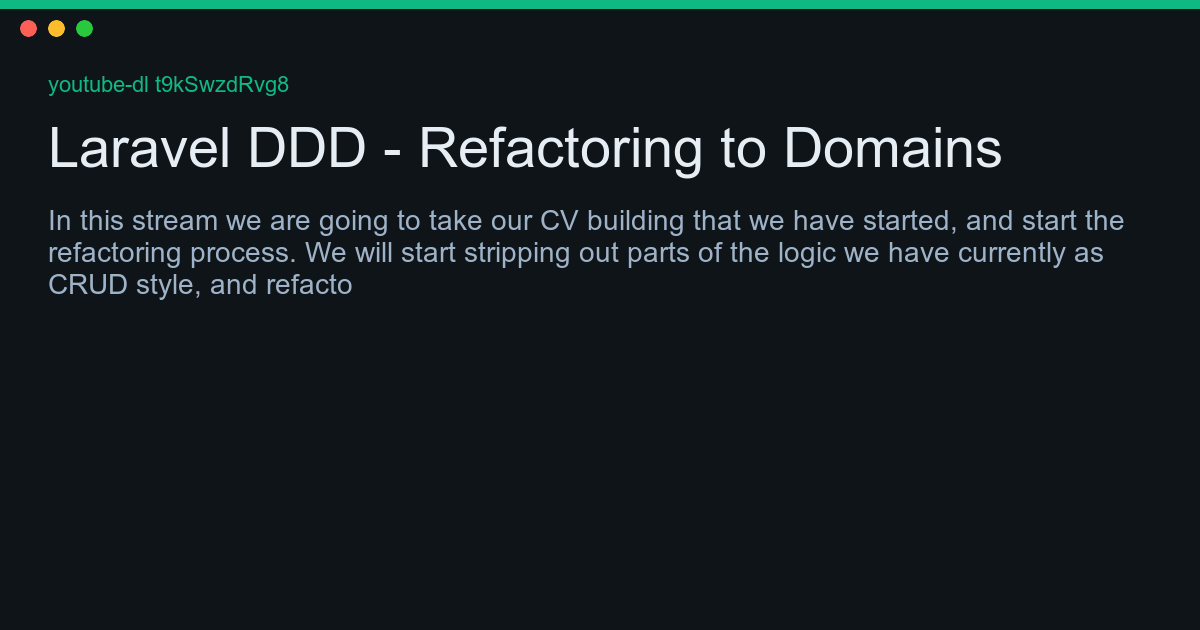 youtube-dl t9kSwzdRvg8
Laravel DDD - Refactoring to Domains
In this stream we are going to take our CV building that we have started, and start the
refactoring process. We will start stripping out parts of the logic we have currently as
CRUD style, and refacto